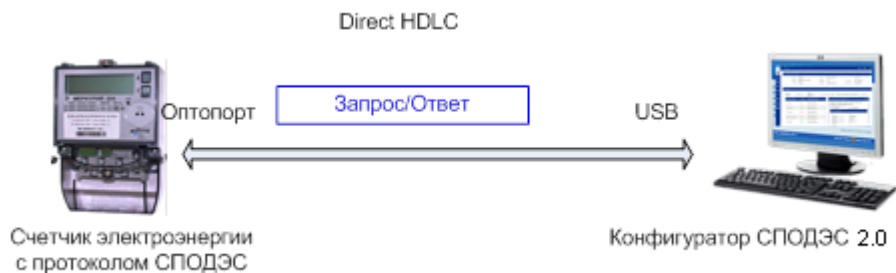 Direct HDLC
Оптопорт
Запрос/Ответ
USB
Счетчик электроэнергии
с протоколом СПОДЭС
Конфигуратор СПОДЭС 2.0